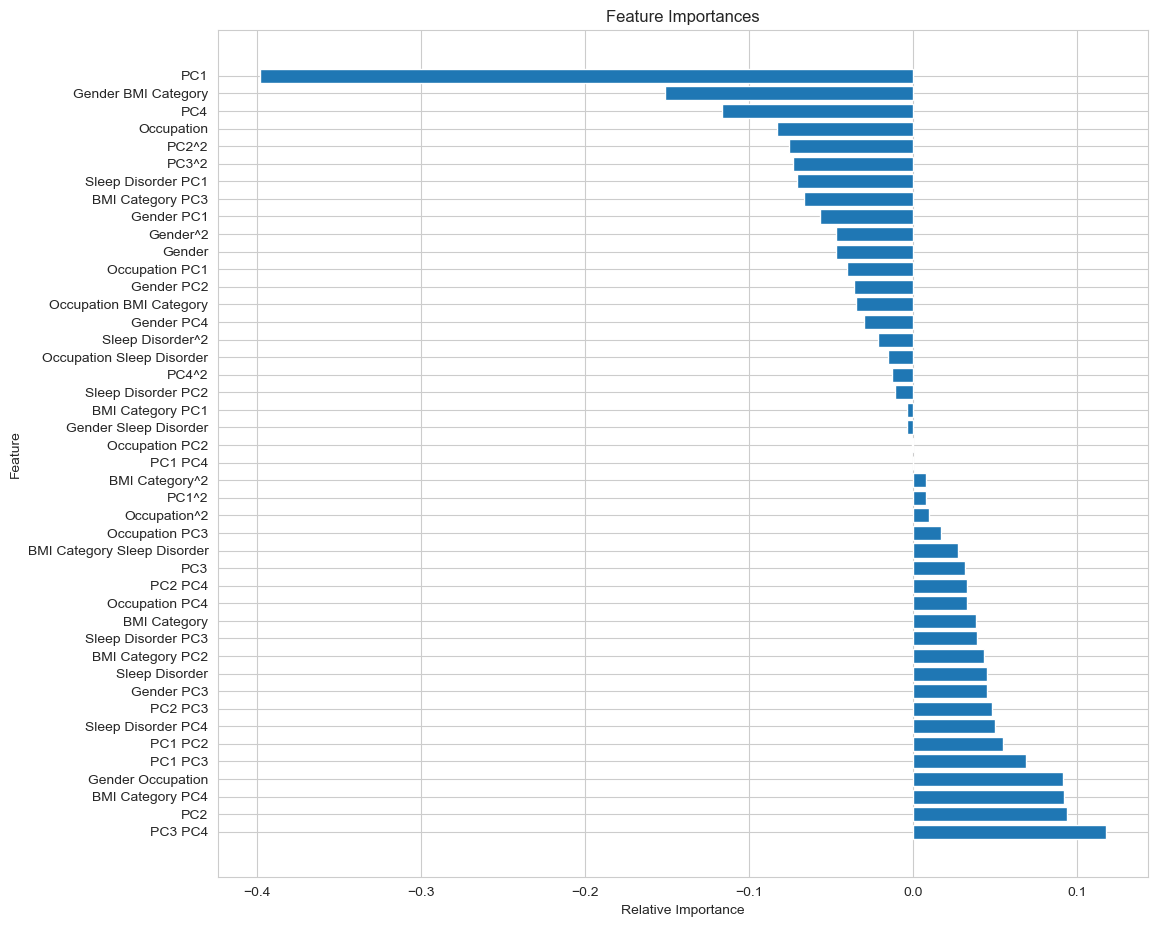 Feature Importances
PC1
Gender BMI Category
PC4
Occupation
PC2^2
PC3^2
Sleep Disorder PC1
BMI Category PC3
Gender PC1
Gender^2
Gender
Occupation PC1
Gender PC2
Occupation BMI Category
Gender PC4
Sleep Disorder^2
Occupation Sleep Disorder
PC4^2
Sleep Disorder PC2
BMI Category PC1
Gender Sleep Disorder
Occupation PC2
PC1 PC4
BMI Category^2
PC1^2
Occupation^2
Occupation PC3
BMI Category Sleep Disorder
PC3
PC2 PC4
Occupation PC4
BMI Category
Sleep Disorder PC3
BMI Category PC2
Sleep Disorder
Gender PC3
PC2 PC3
Sleep Disorder PC4
PC1 PC2
PC1 PC3
Gender Occupation
BMI Category PC4
PC2
PC3 PC4
Feature
−0.4 −0.3 −0.2 −0.1 0.0 0.1
Relative Importance